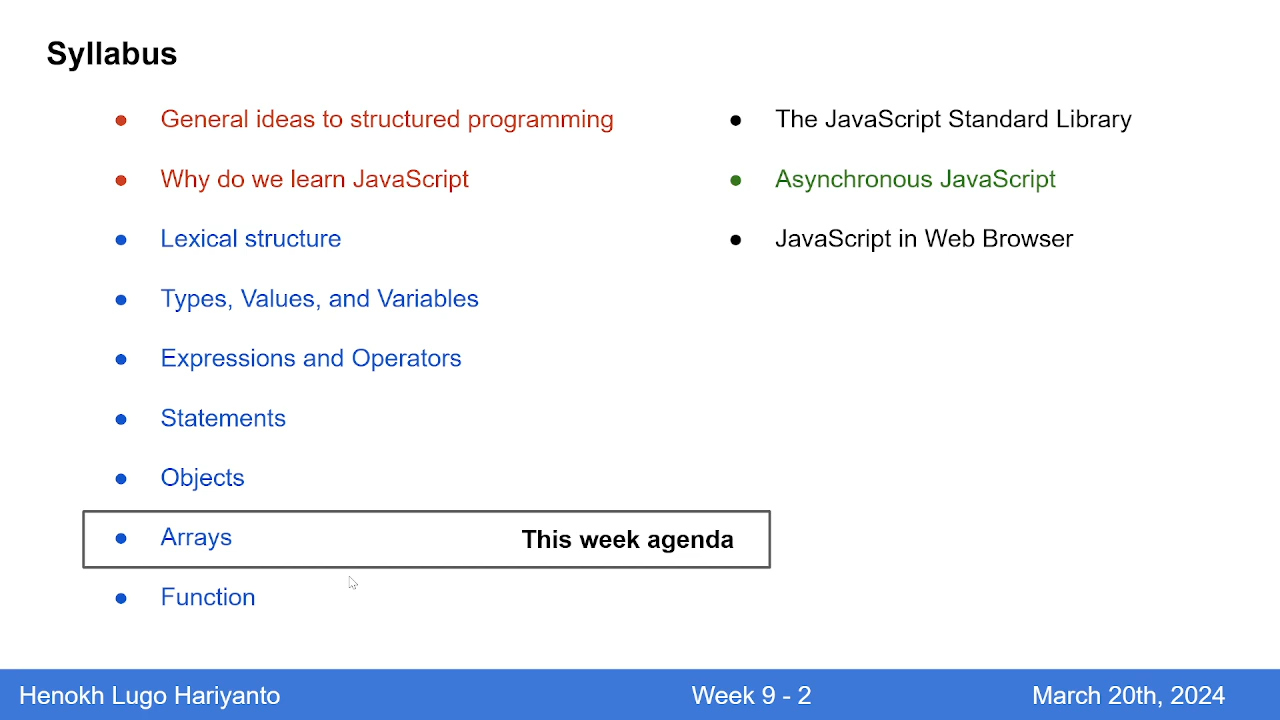 Syllabus
● General ideas to structured programming
● Why do we learn JavaScript
● Lexical structure
● Types, Values, and Variables
● Expressions and Operators
● Statements
● Objects
● Arrays This week agenda
● Function
● The JavaScript Standard Library
● Asynchronous JavaScript
● JavaScript in Web Browser
Henokh Lugo Hariyanto Week 9 - 2 March 20th, 2024